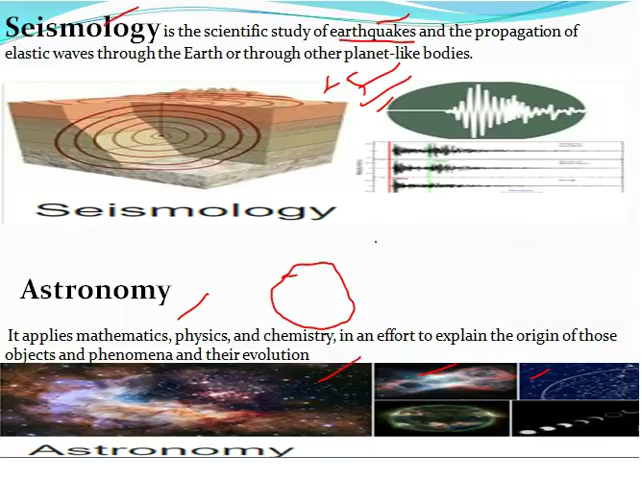 Seismology is the scientific study of earthquakes and the propagation of
elastic waves through the Earth or through other planet-like bodies.
Seismology
Astronomy
It applies mathematics, physics, and chemistry, in an effort to explain the origin of those
objects and phenomena and their evolution
Astronomy